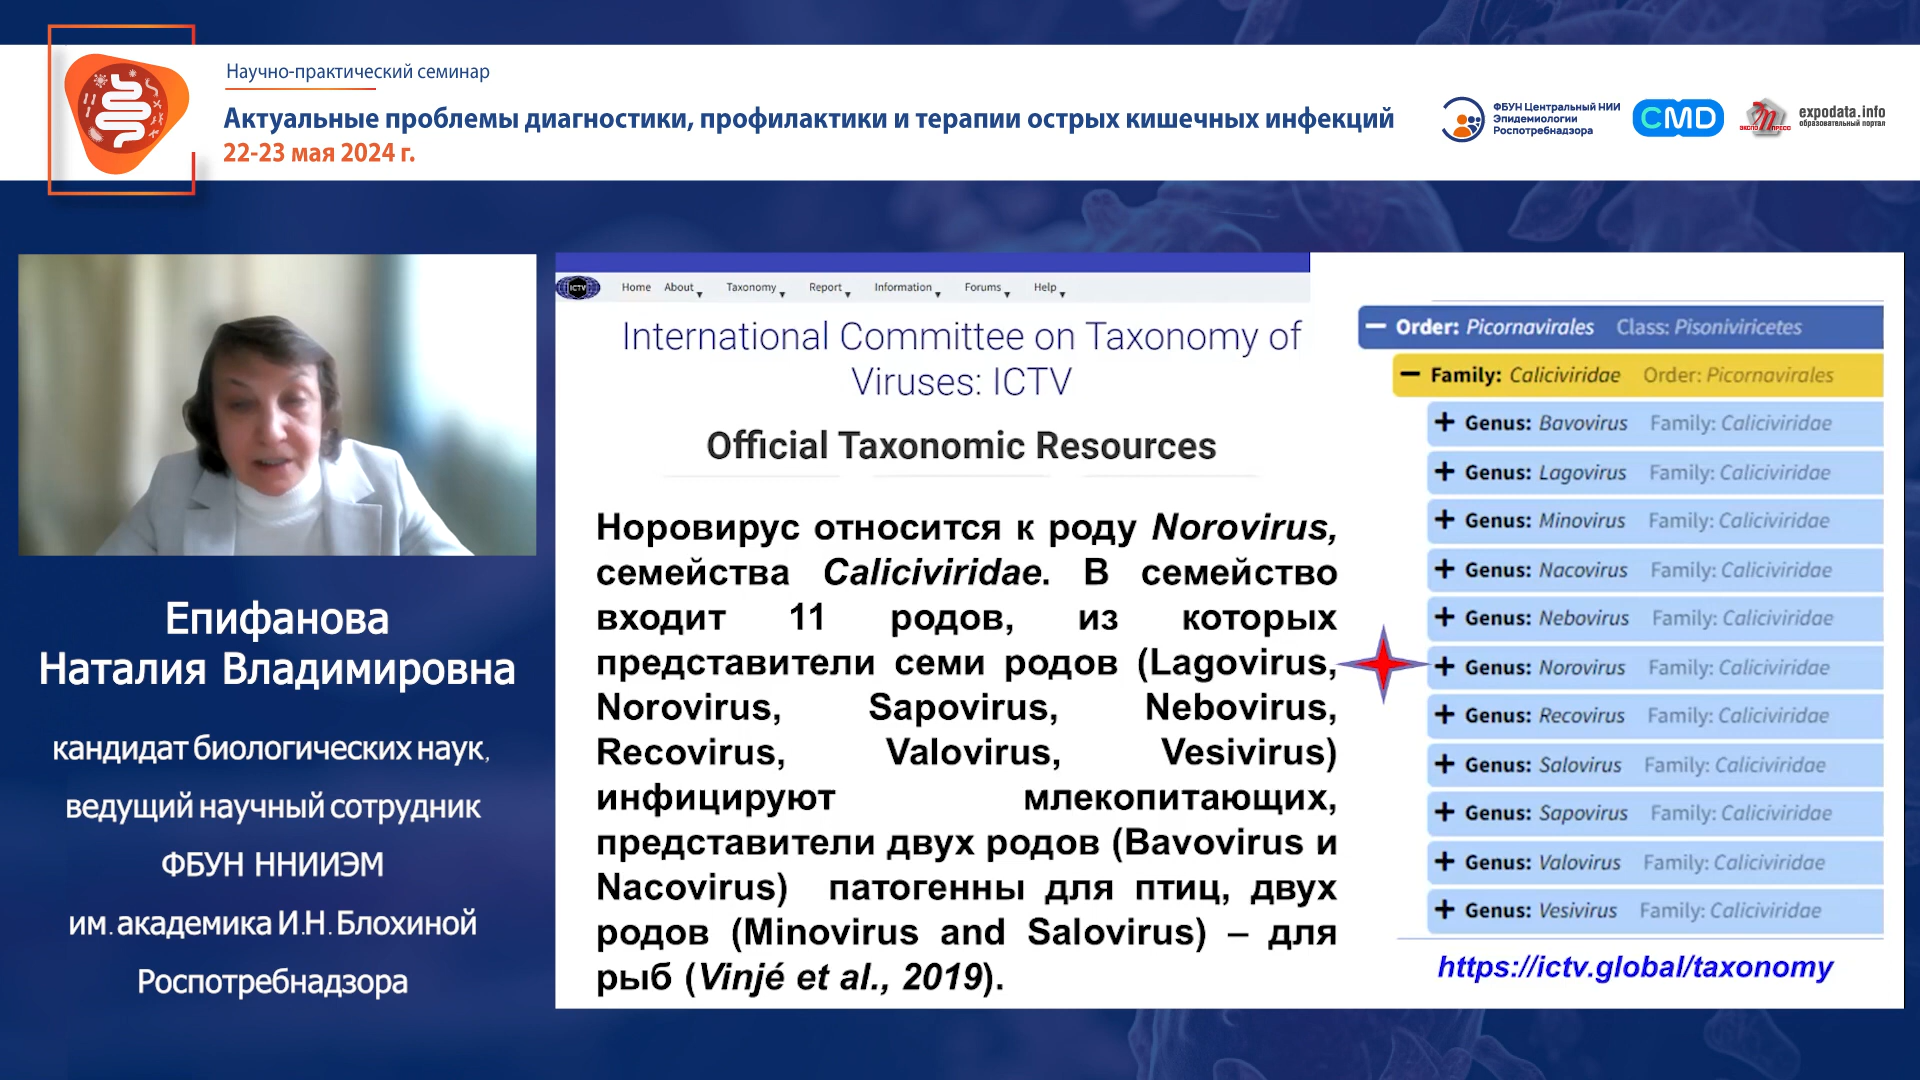 Научно-практический семинар
Актуальные проблемы диагностики, профилактики и терапии острых кишечных инфекций
22-23 мая 2024 г.
ФБУН Центральный НИИ
Эпидемиологии
Роспотребнадзора
CMD
ЭКСПО ПРЕСС
expodata.info
образовательный портал
Епифанова
Наталия Владимировна
кандидат биологических наук,
ведущий научный сотрудник
ФБУН ННИИЭМ
им. академика И.Н. Блохиной
Роспотребнадзора
ICTV
Home About Taxonomy Report Information Forums Help
International Committee on Taxonomy of
Viruses: ICTV
Official Taxonomic Resources
Норовирус относится к роду Norovirus,
семейства Caliciviridae. В семейство
входит 11 родов, из которых
представители семи родов (Lagovirus,
Norovirus, Sapovirus, Nebovirus,
Recovirus, Valovirus, Vesivirus)
инфицируют млекопитающих,
представители двух родов (Bavovirus и
Nacovirus) патогенны для птиц, двух
родов (Minovirus and Salovirus) – для
рыб (Vinjé et al., 2019).
Order: Picornavirales Class: Pisoniviricetes
Family: Caliciviridae Order: Picornavirales
Genus: Bavovirus Family: Caliciviridae
Genus: Lagovirus Family: Caliciviridae
Genus: Minovirus Family: Caliciviridae
Genus: Nacovirus Family: Caliciviridae
Genus: Nebovirus Family: Caliciviridae
Genus: Norovirus Family: Caliciviridae
Genus: Recovirus Family: Caliciviridae
Genus: Salovirus Family: Caliciviridae
Genus: Sapovirus Family: Caliciviridae
Genus: Valovirus Family: Caliciviridae
Genus: Vesivirus Family: Caliciviridae
https://ictv.global/taxonomy